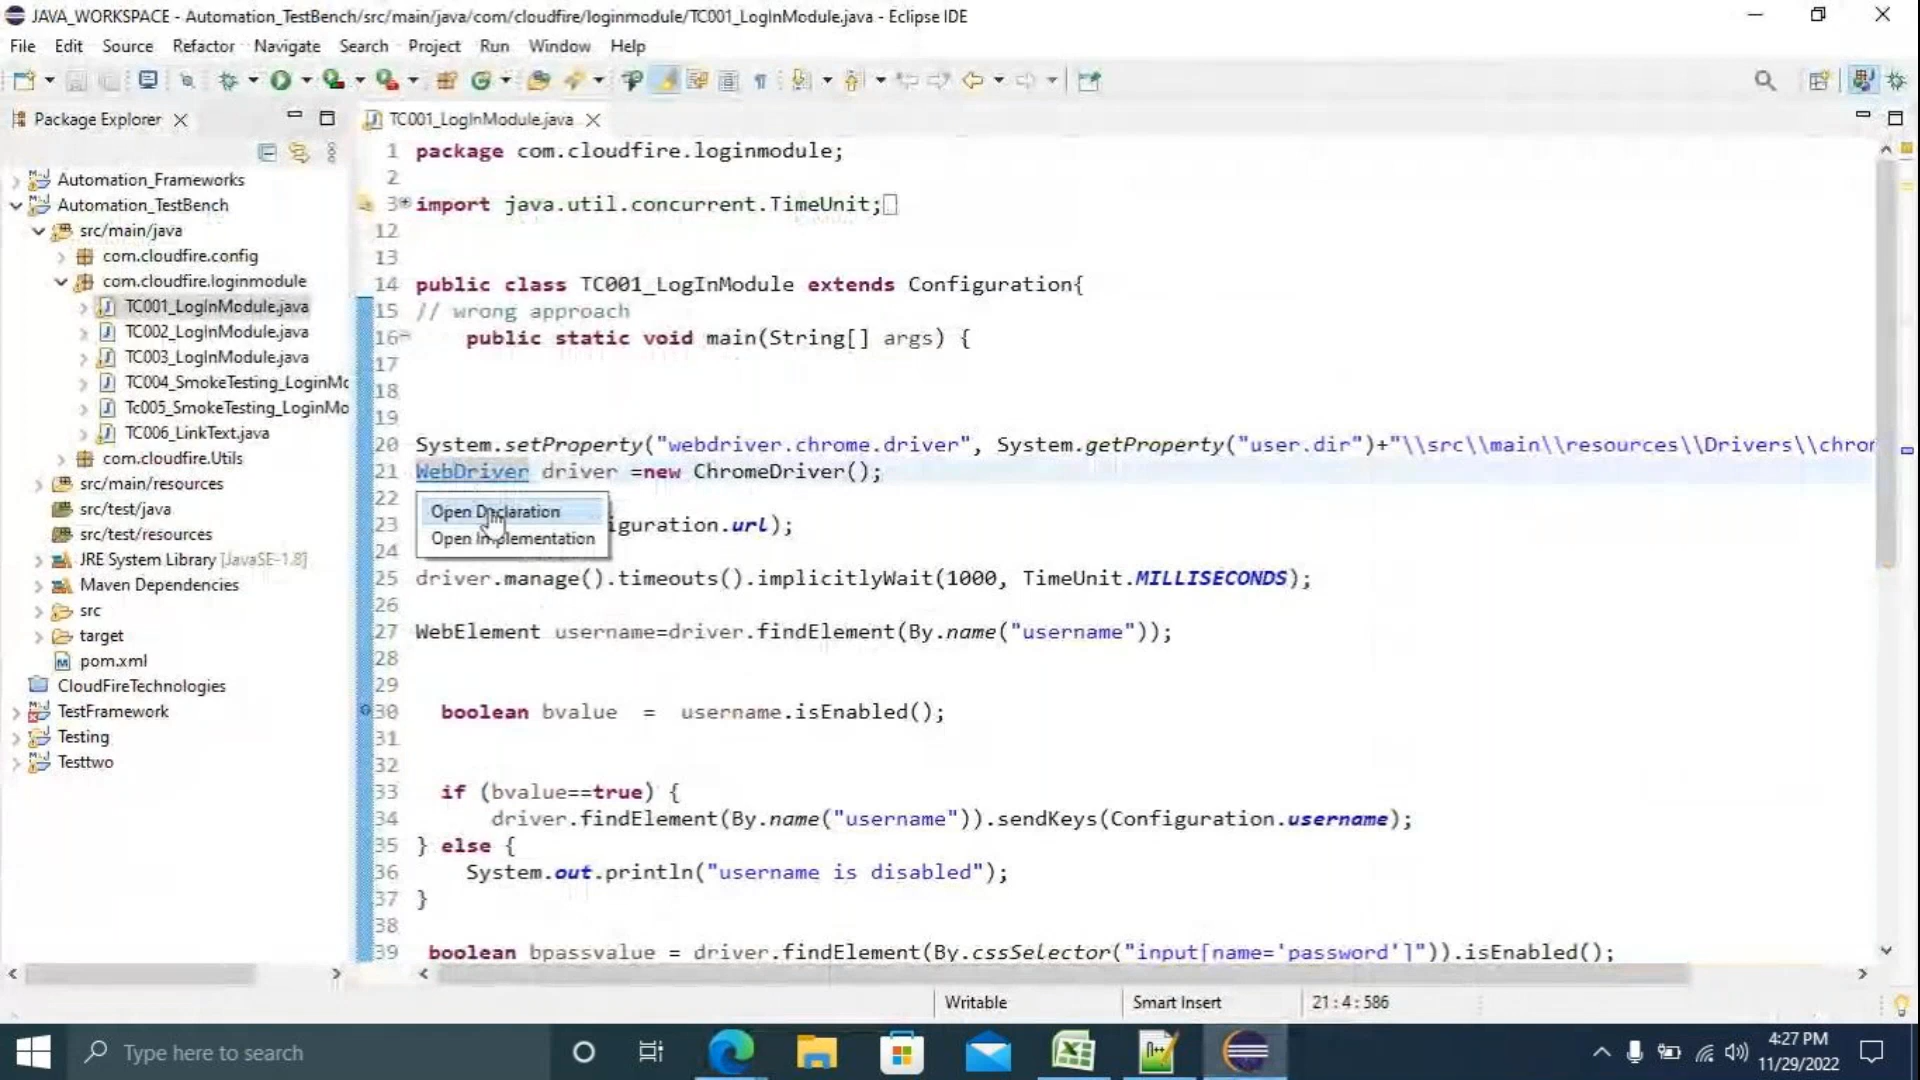 JAVA_WORKSPACE - Automation_TestBench/src/main/java/com/cloudfire/loginmodule/TC001_LogInModule.java - Eclipse IDE
File Edit Source Refactor Navigate Search Project Run Window Help
Package Explorer
TC001_LogInModule.java
Automation_Frameworks
Automation_TestBench
src/main/java
com.cloudfire.config
com.cloudfire.loginmodule
TC001_LogInModule.java
TC002_LogInModule.java
TC003_LogInModule.java
TC004_SmokeTesting_LoginMo
Tc005_SmokeTesting_LoginMo
TC006_LinkText.java
com.cloudfire.Utils
src/main/resources
src/test/java
src/test/resources
JRE System Library [JavaSE-1.8]
Maven Dependencies
src
target
pom.xml
CloudFireTechnologies
TestFramework
Testing
Testtwo
1 package com.cloudfire.loginmodule;
2
3 import java.util.concurrent.TimeUnit;
12
13
14 public class TC001_LogInModule extends Configuration{
15 // wrong approach
16 public static void main(String[] args) {
17
18
19
20 System.setProperty("webdriver.chrome.driver", System.getProperty("user.dir")+"\\src\\main\\resources\\Drivers\\chron
21 WebDriver driver =new ChromeDriver();
22
Open Declaration
23 iguration.url);
Open Implementation
24
25 driver.manage().timeouts().implicitlyWait(1000, TimeUnit.MILLISECONDS);
26
27 WebElement username=driver.findElement(By.name("username"));
28
29
30 boolean bvalue = username.isEnabled();
31
32
33 if (bvalue==true) {
34 driver.findElement(By.name("username")).sendKeys(Configuration.username);
35 } else {
36 System.out.println("username is disabled");
37 }
38
39 boolean bpassvalue = driver.findElement(By.cssSelector("input[name='password']")).isEnabled();
Writable Smart Insert 21 : 4 : 586
Type here to search
4:27 PM
11/29/2022